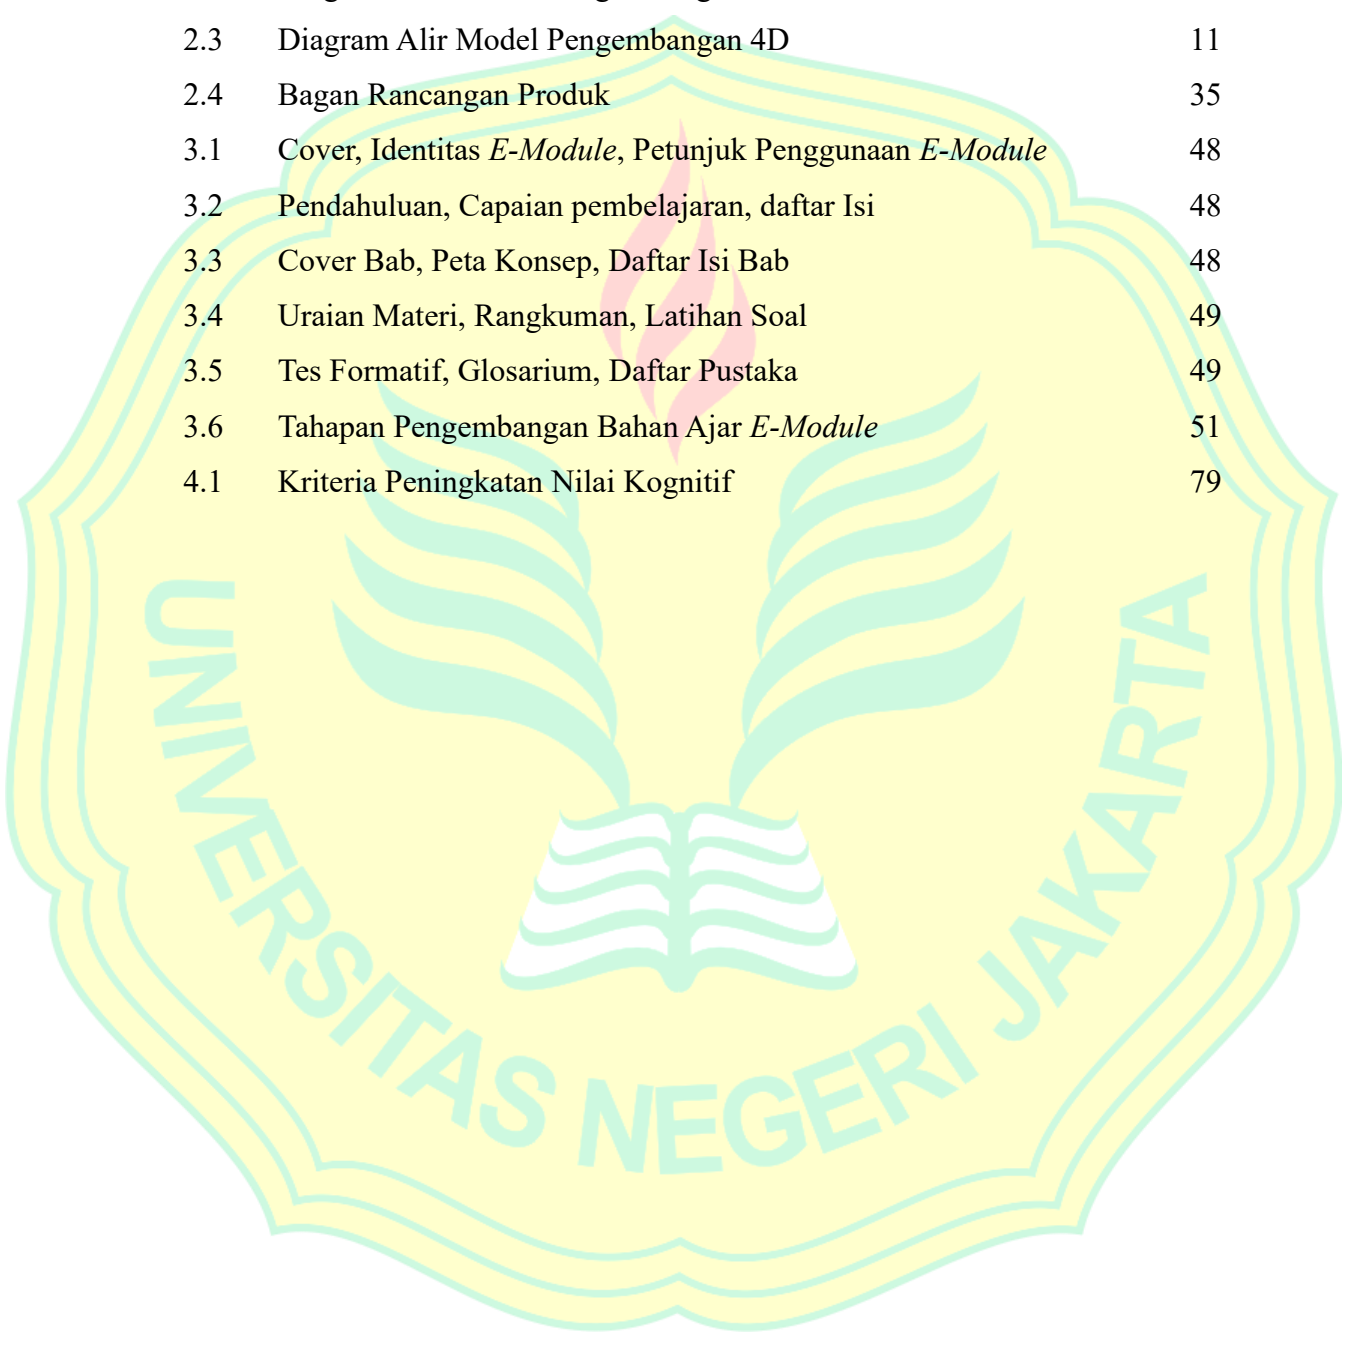 2.3 Diagram Alir Model Pengembangan 4D 11
2.4 Bagan Rancangan Produk 35
3.1 Cover, Identitas E-Module, Petunjuk Penggunaan E-Module 48
3.2 Pendahuluan, Capaian pembelajaran, daftar Isi 48
3.3 Cover Bab, Peta Konsep, Daftar Isi Bab 48
3.4 Uraian Materi, Rangkuman, Latihan Soal 49
3.5 Tes Formatif, Glosarium, Daftar Pustaka 49
3.6 Tahapan Pengembangan Bahan Ajar E-Module 51
4.1 Kriteria Peningkatan Nilai Kognitif 79
UNIVERSITAS NEGERI JAKARTA